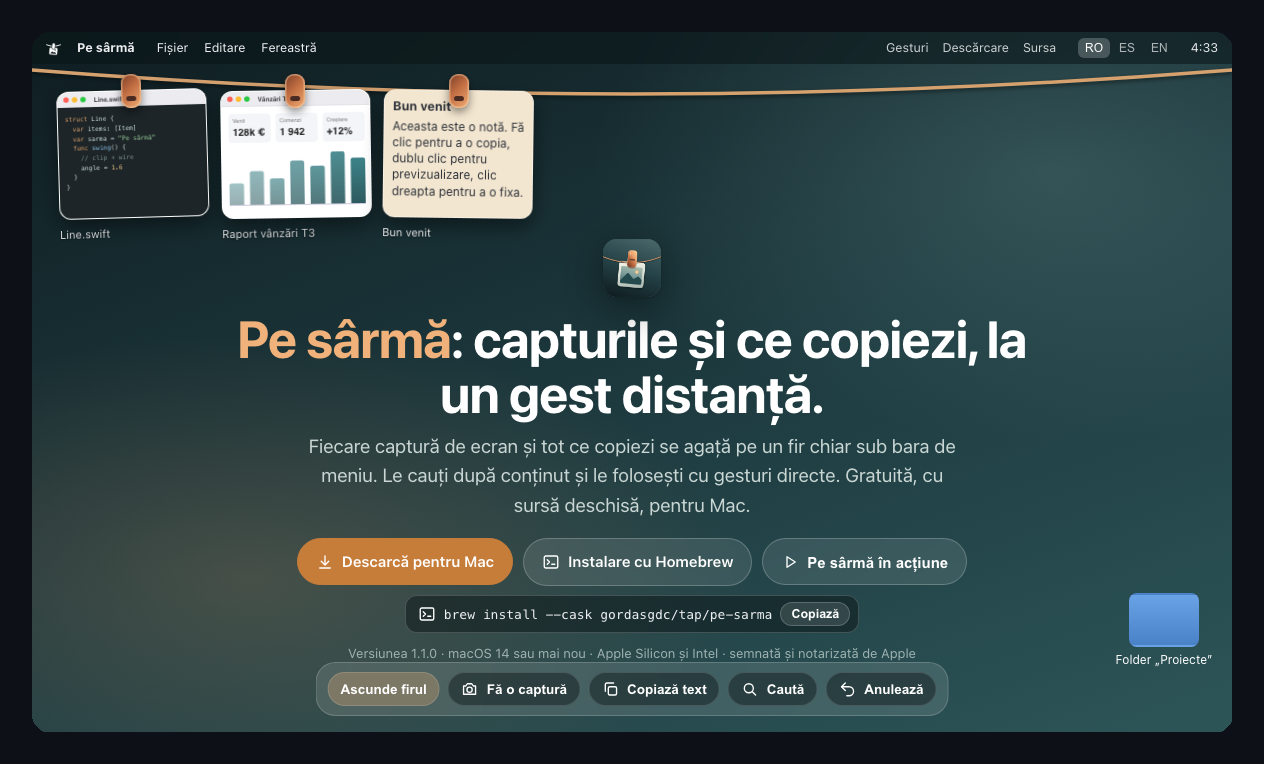 Pe sârmă Fișier Editare Fereastră Gesturi Descărcare Sursa RO ES EN 4:33
Line.swift
struct Line {
var items: [Item]
var sarma = "Pe sârmă"
func swing() {
// clip + wire
angle = 1.6
}
}
Line.swift
Vânzări
Venit Comenzi Creștere
128k € 1 942 +12%
Raport vânzări T3
Bun venit
Aceasta este o notă. Fă
clic pentru a o copia,
dublu clic pentru
previzualizare, clic
dreapta pentru a o fixa.
Bun venit
Pe sârmă: capturile și ce copiezi, la
un gest distanță.
Fiecare captură de ecran și tot ce copiezi se agață pe un fir chiar sub bara de
meniu. Le cauți după conținut și le folosești cu gesturi directe. Gratuită, cu
sursă deschisă, pentru Mac.
Descarcă pentru Mac Instalare cu Homebrew Pe sârmă în acțiune
brew install --cask gordasgdc/tap/pe-sarma Copiază
Versiunea 1.1.0 · macOS 14 sau mai nou · Apple Silicon și Intel · semnată și notarizată de Apple
Ascunde firul Fă o captură Copiază text Caută Anulează
Folder „Proiecte”